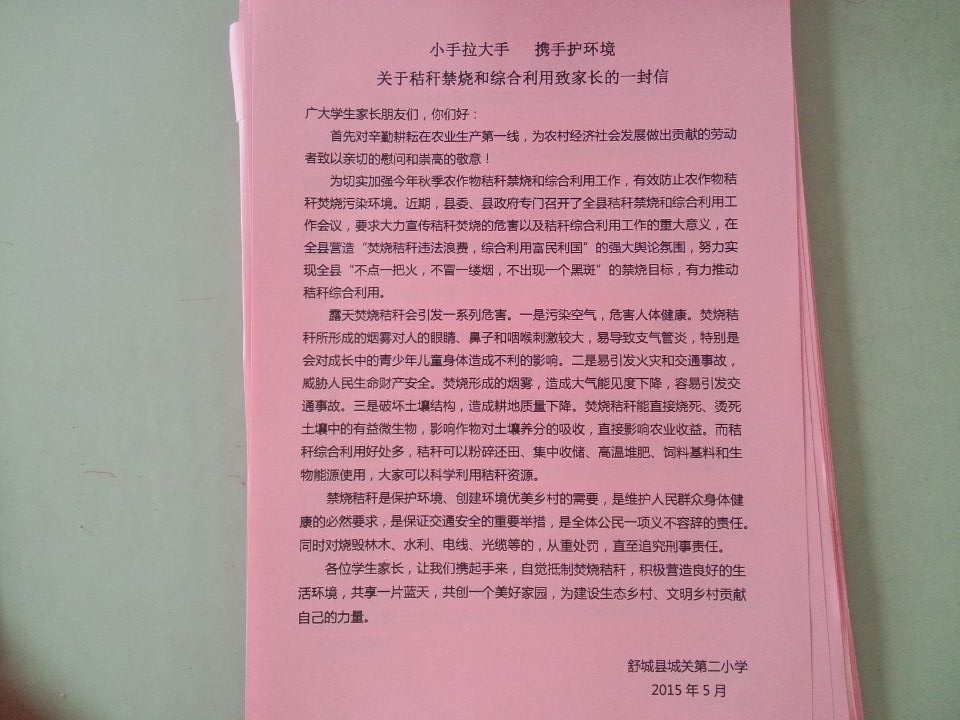 小手拉大手 携手护环境
关于秸秆禁烧和综合利用致家长的一封信
广大学生家长朋友们，你们好：
首先对辛勤耕耘在农业生产第一线，为农村经济社会发展做出贡献的劳动
者致以亲切的慰问和崇高的敬意！
为切实加强今年秋季农作物秸秆禁烧和综合利用工作，有效防止农作物秸
秆焚烧污染环境。近期，县委、县政府专门召开了全县秸秆禁烧和综合利用工
作会议，要求大力宣传秸秆焚烧的危害以及秸秆综合利用工作的重大意义，在
全县营造“焚烧秸秆违法浪费，综合利用富民利国”的强大舆论氛围，努力实
现全县“不点一把火，不冒一缕烟，不出现一个黑斑”的禁烧目标，有力推动
秸秆综合利用。
露天焚烧秸秆会引发一系列危害。一是污染空气，危害人体健康。焚烧秸
秆所形成的烟雾对人的眼睛、鼻子和咽喉刺激较大，易导致支气管炎，特别是
会对成长中的青少年儿童身体造成不利的影响。二是易引发火灾和交通事故，
威胁人民生命财产安全。焚烧形成的烟雾，造成大气能见度下降，容易引发交
通事故。三是破坏土壤结构，造成耕地质量下降。焚烧秸秆能直接烧死、烫死
土壤中的有益微生物，影响作物对土壤养分的吸收，直接影响农业收益。而秸
秆综合利用好处多，秸秆可以粉碎还田、集中收储、高温堆肥、饲料基料和生
物能源使用，大家可以科学利用秸秆资源。
禁烧秸秆是保护环境、创建环境优美乡村的需要，是维护人民群众身体健
康的必然要求，是保证交通安全的重要举措，是全体公民一项义不容辞的责任。
同时对烧毁林木、水利、电线、光缆等的，从重处罚，直至追究刑事责任。
各位学生家长，让我们携起手来，自觉抵制焚烧秸秆，积极营造良好的生
活环境，共享一片蓝天，共创一个美好家园，为建设生态乡村、文明乡村贡献
自己的力量。
舒城县城关第二小学
2015 年 5 月